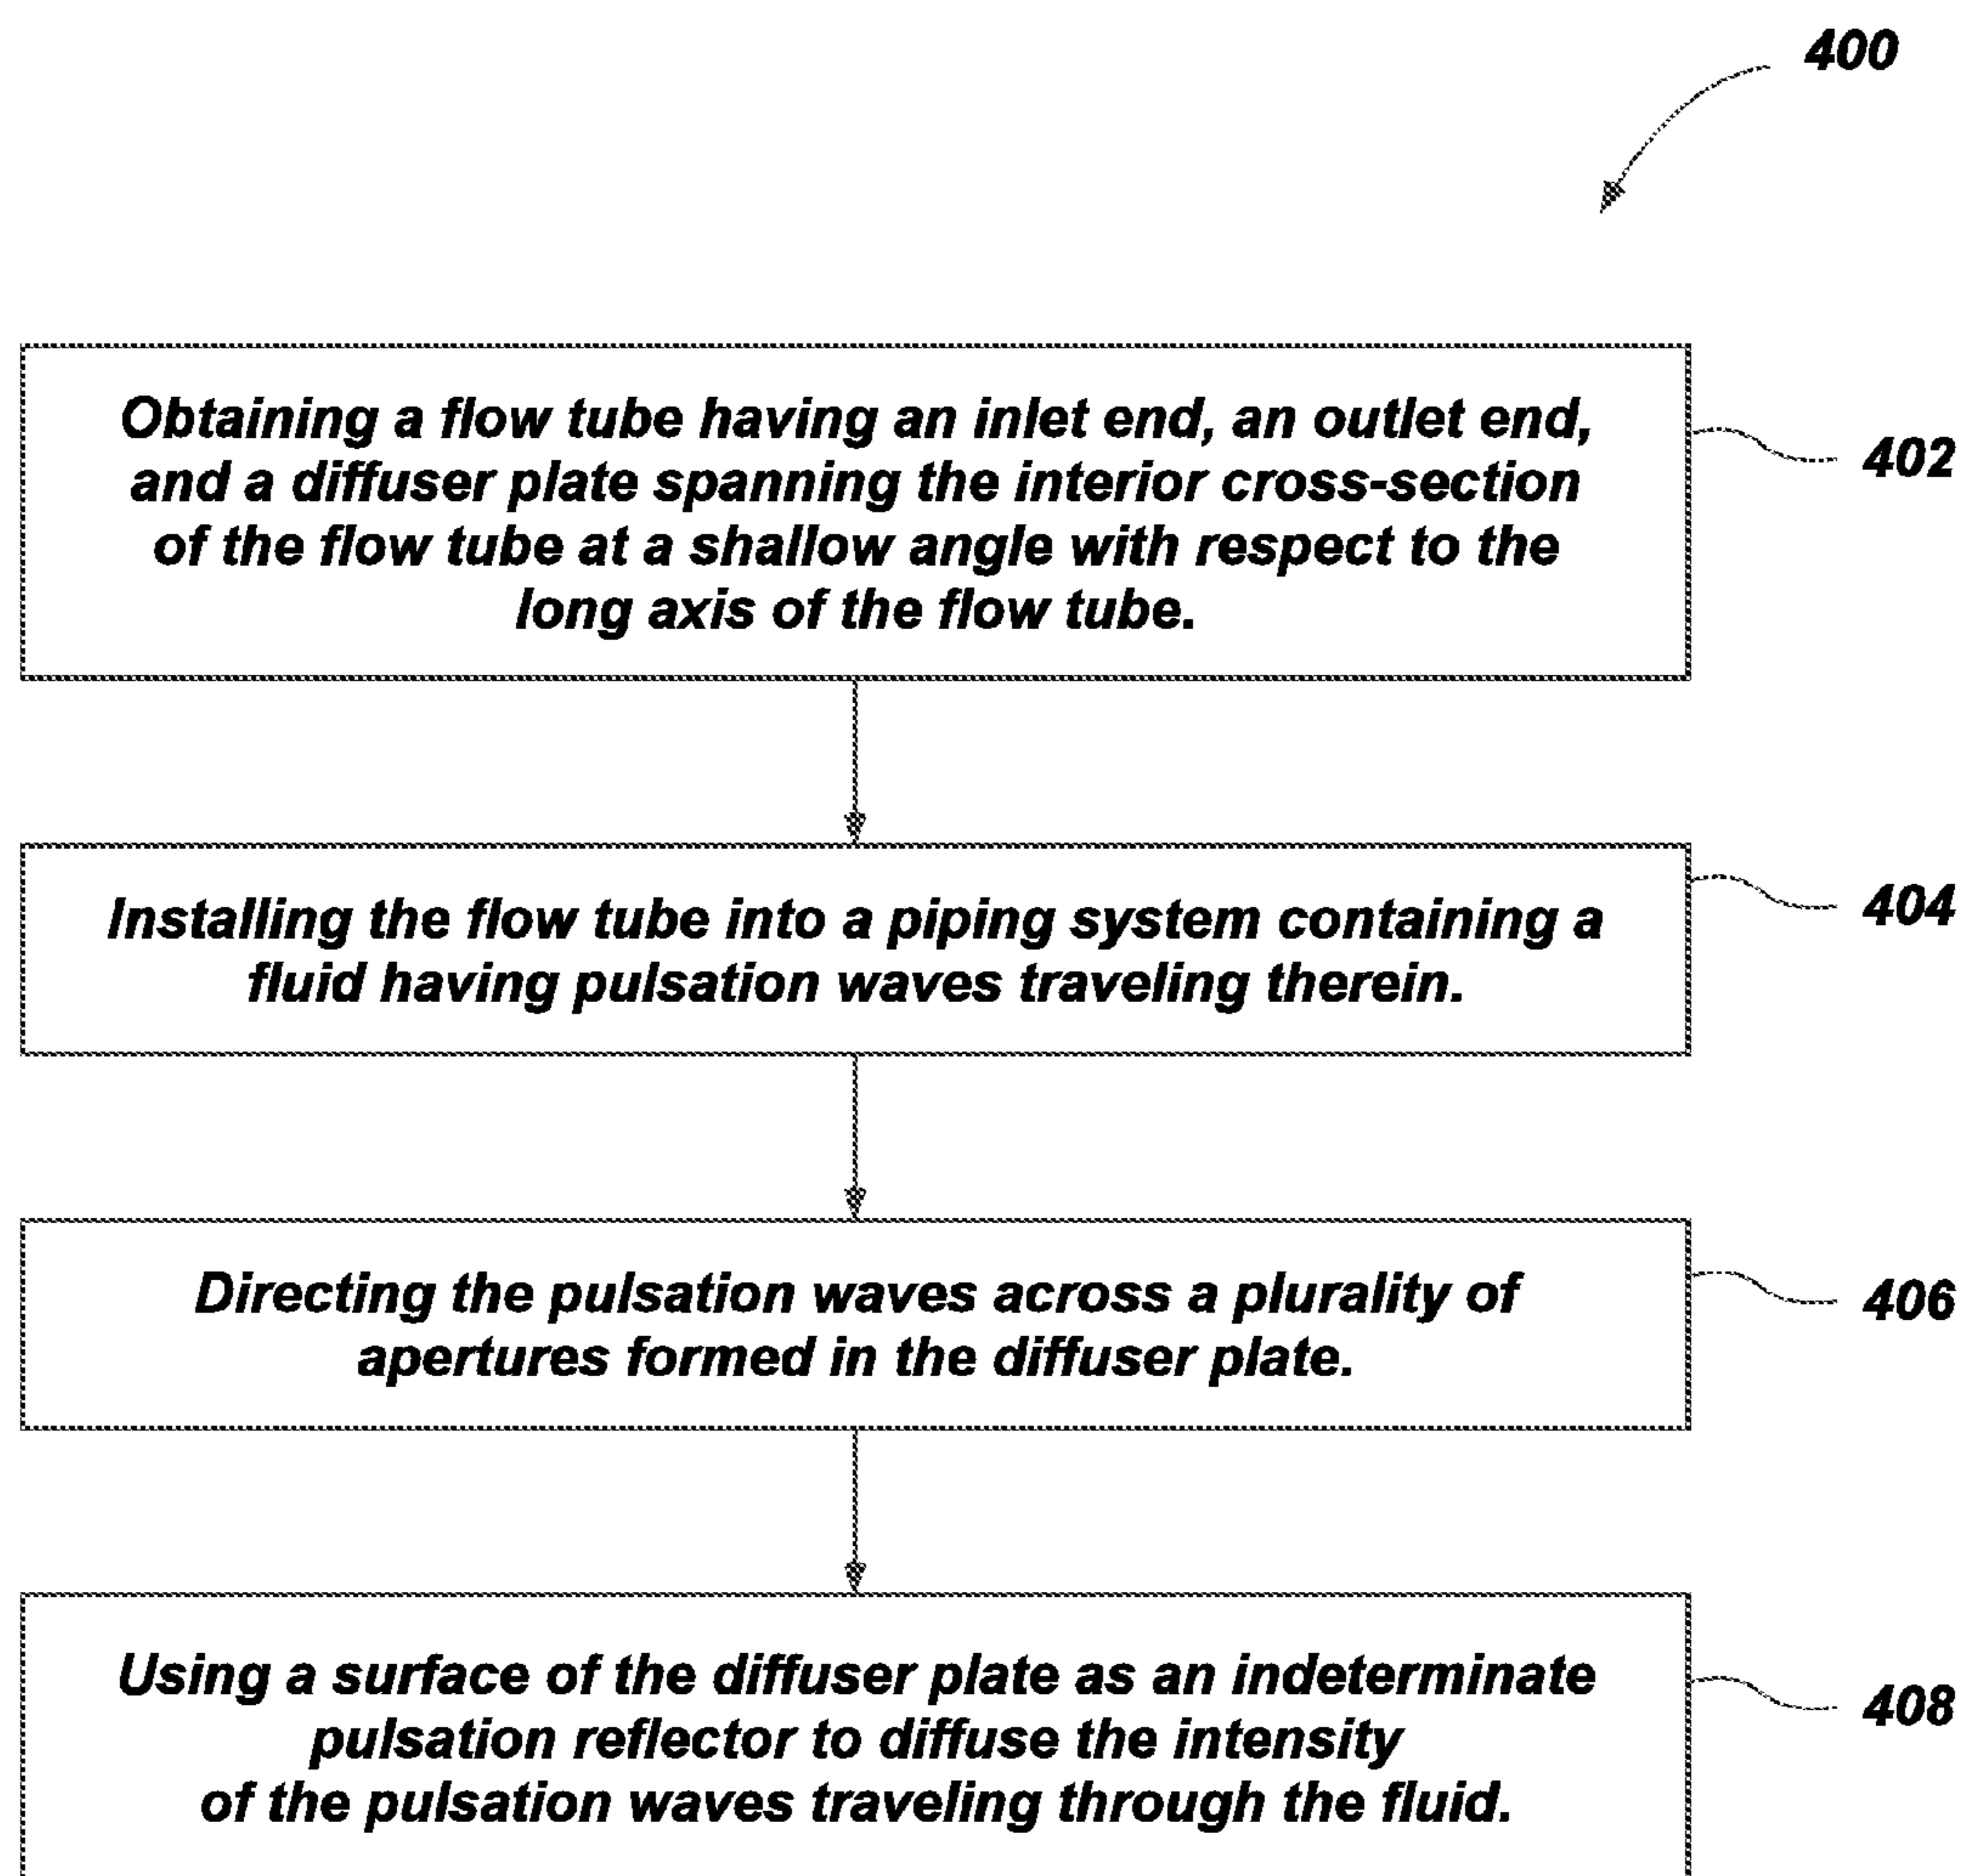 400
Obtaining a flow tube having an inlet end, an outlet end,
and a diffuser plate spanning the interior cross-section
of the flow tube at a shallow angle with respect to the
long axis of the flow tube.
402
Installing the flow tube into a piping system containing a
fluid having pulsation waves traveling therein.
404
Directing the pulsation waves across a plurality of
apertures formed in the diffuser plate.
406
Using a surface of the diffuser plate as an indeterminate
pulsation reflector to diffuse the intensity
of the pulsation waves traveling through the fluid.
408